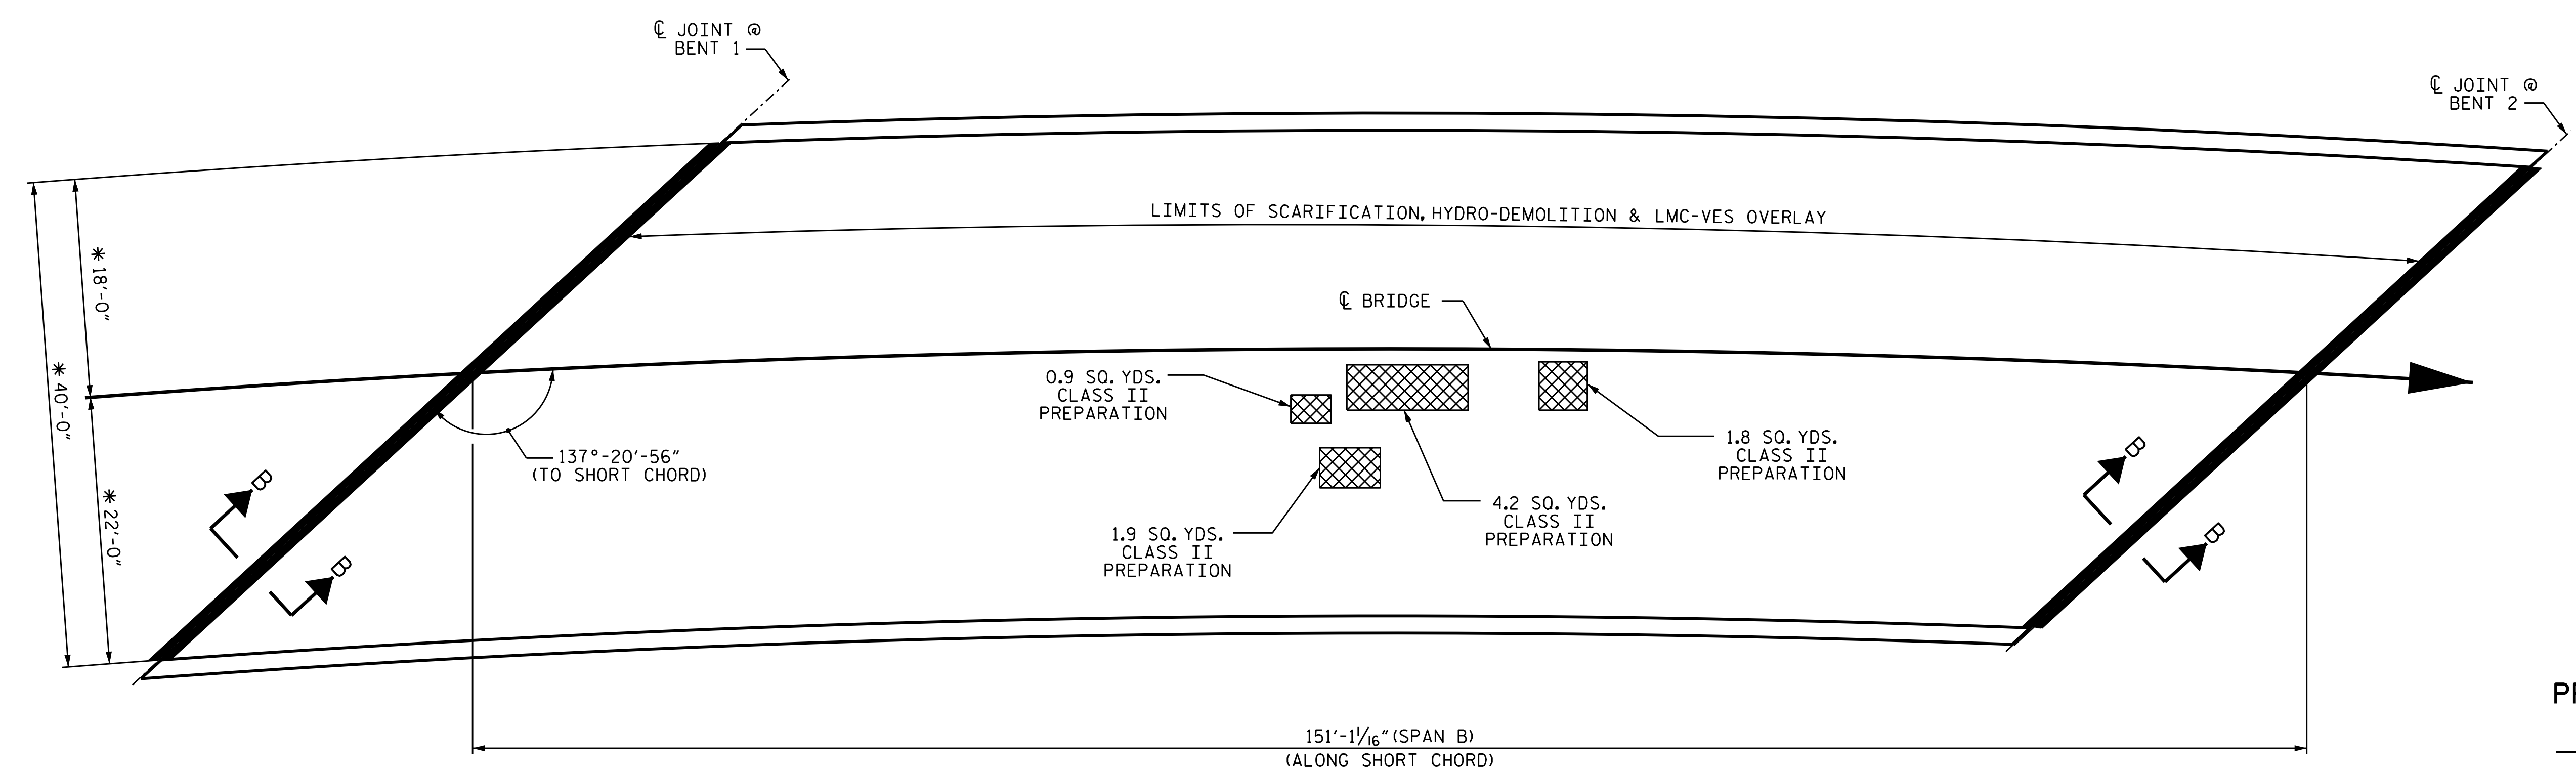 ℄ JOINT @
BENT 1
℄ JOINT @
BENT 2
LIMITS OF SCARIFICATION, HYDRO-DEMOLITION & LMC-VES OVERLAY
* 18'-0"
* 40'-0"
* 22'-0"
℄ BRIDGE
0.9 SQ. YDS.
CLASS II
PREPARATION
137°-20'-56"
(TO SHORT CHORD)
1.8 SQ. YDS.
CLASS II
PREPARATION
4.2 SQ. YDS.
CLASS II
PREPARATION
1.9 SQ. YDS.
CLASS II
PREPARATION
B
B
B
B
151'-1 1/16" (SPAN B)
(ALONG SHORT CHORD)